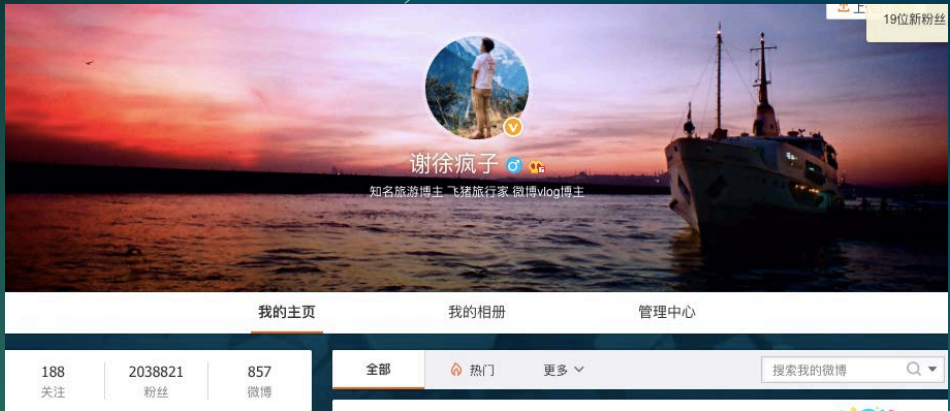 上
19位新粉丝
谢徐疯子
知名旅游博主 飞猪旅行家 微博vlog博主
我的主页 我的相册 管理中心
188 2038821 857
关注 粉丝 微博
全部 热门 更多 搜索我的微博